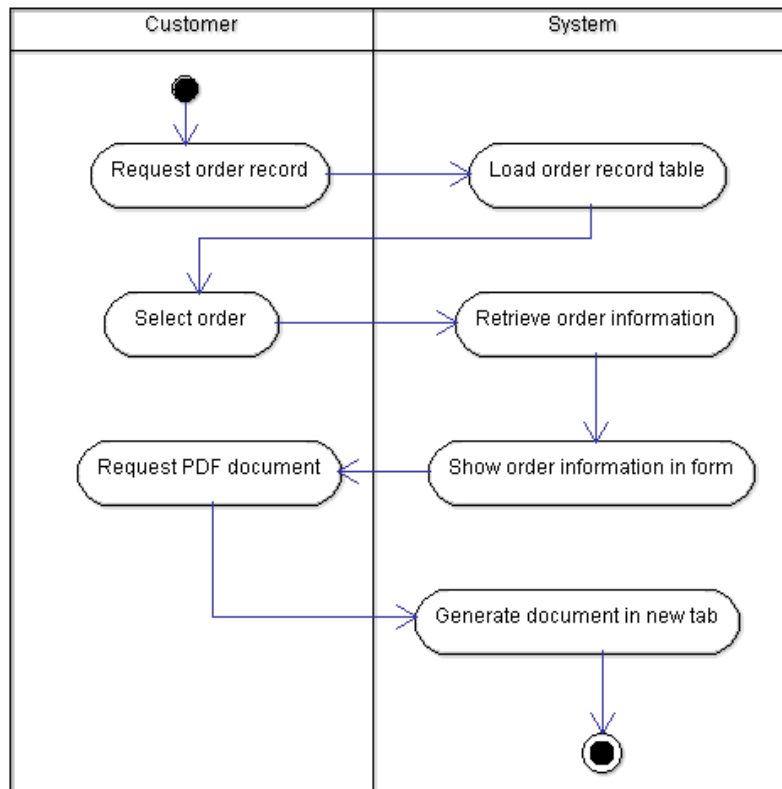 Customer
System
Request order record
Load order record table
Select order
Retrieve order information
Request PDF document
Show order information in form
Generate document in new tab